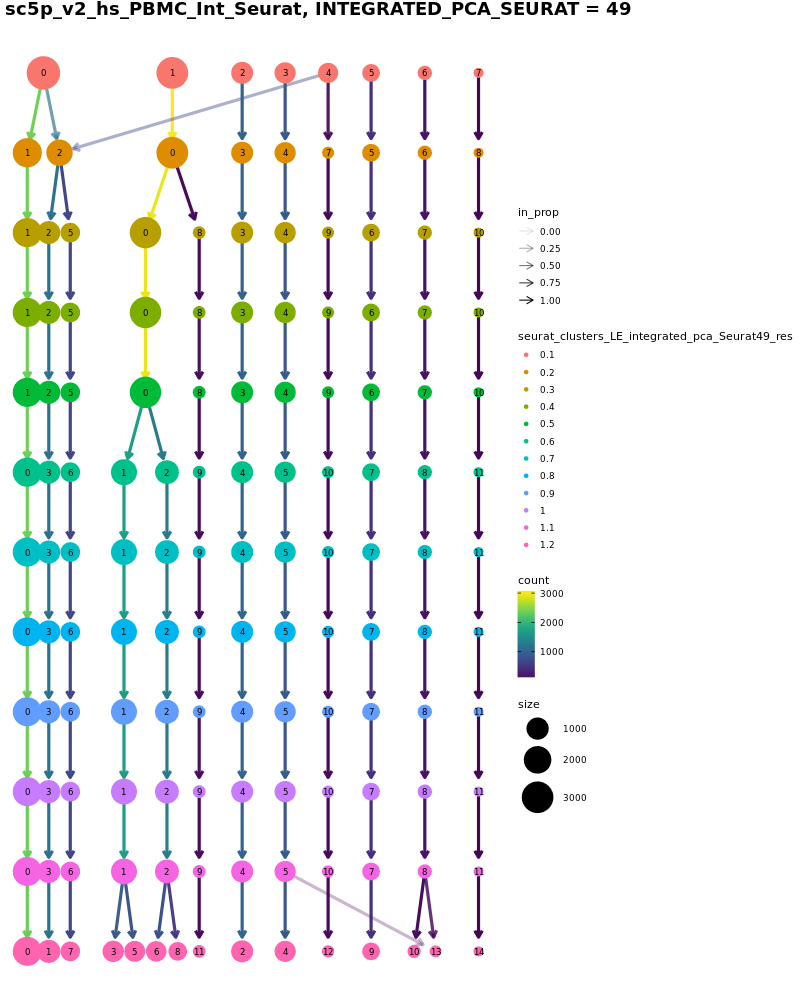 sc5p_v2_hs_PBMC_Int_Seurat, INTEGRATED_PCA_SEURAT = 49
0 1 2 3 4 5 6 7
1 2 0 3 4 7 5 6 8
1 2 5 0 8 3 4 9 6 7 10
1 2 5 0 8 3 4 9 6 7 10
1 2 5 0 8 3 4 9 6 7 10
0 3 6 1 2 9 4 5 10 7 8 11
0 3 6 1 2 9 4 5 10 7 8 11
0 3 6 1 2 9 4 5 10 7 8 11
0 3 6 1 2 9 4 5 10 7 8 11
0 3 6 1 2 9 4 5 10 7 8 11
0 3 6 1 2 9 4 5 10 7 8 11
0 1 7 3 5 6 8 11 2 4 12 9 10 13 14
in_prop
0.00
0.25
0.50
0.75
1.00
seurat_clusters_LE_integrated_pca_Seurat49_res
0.1
0.2
0.3
0.4
0.5
0.6
0.7
0.8
0.9
1
1.1
1.2
count
3000
2000
1000
size
1000
2000
3000